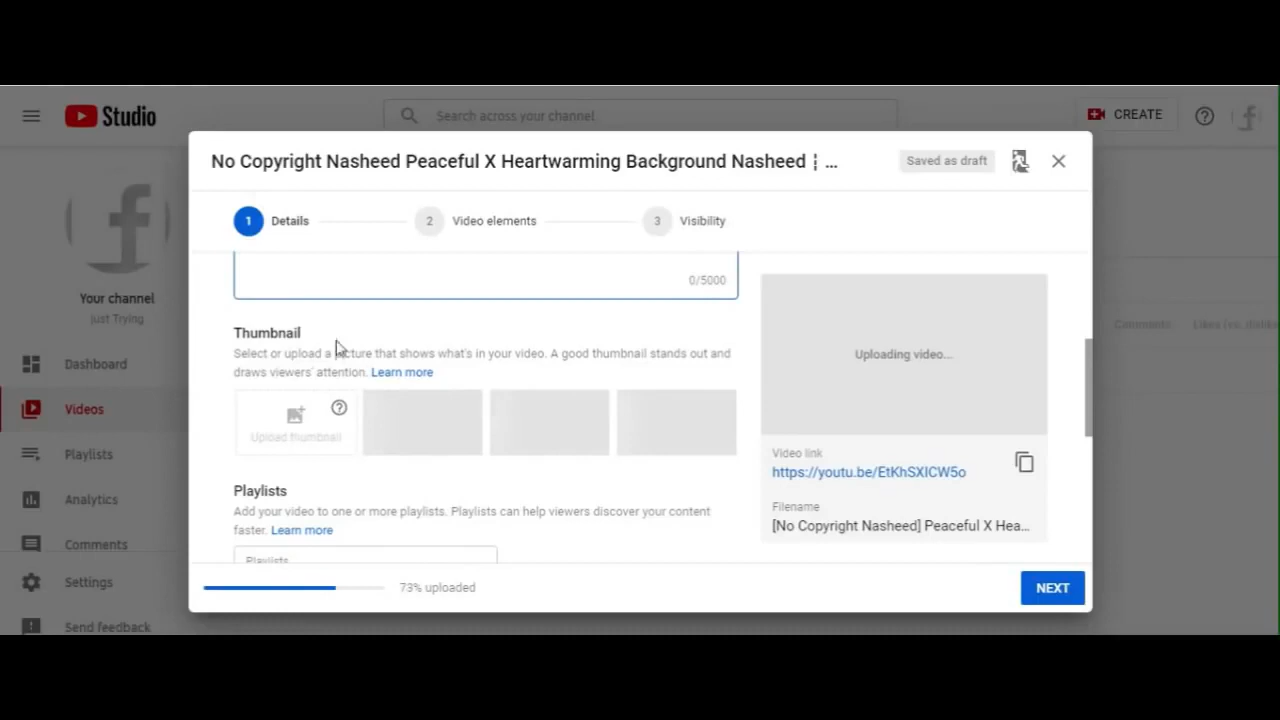 Studio
Search across your channel
CREATE
No Copyright Nasheed Peaceful X Heartwarming Background Nasheed ¦ ...
Saved as draft
1 Details
2 Video elements
3 Visibility
0/5000
Thumbnail
Select or upload a picture that shows what's in your video. A good thumbnail stands out and
draws viewers' attention. Learn more
Upload thumbnail
Playlists
Add your video to one or more playlists. Playlists can help viewers discover your content
faster. Learn more
Playlists
Uploading video...
Video link
https://youtu.be/EtKhSXICW5o
Filename
[No Copyright Nasheed] Peaceful X Hea...
73% uploaded
NEXT
Your channel
Just Trying
Dashboard
Videos
Playlists
Analytics
Comments
Settings
Send feedback
Comments
Likes (vs. dislike